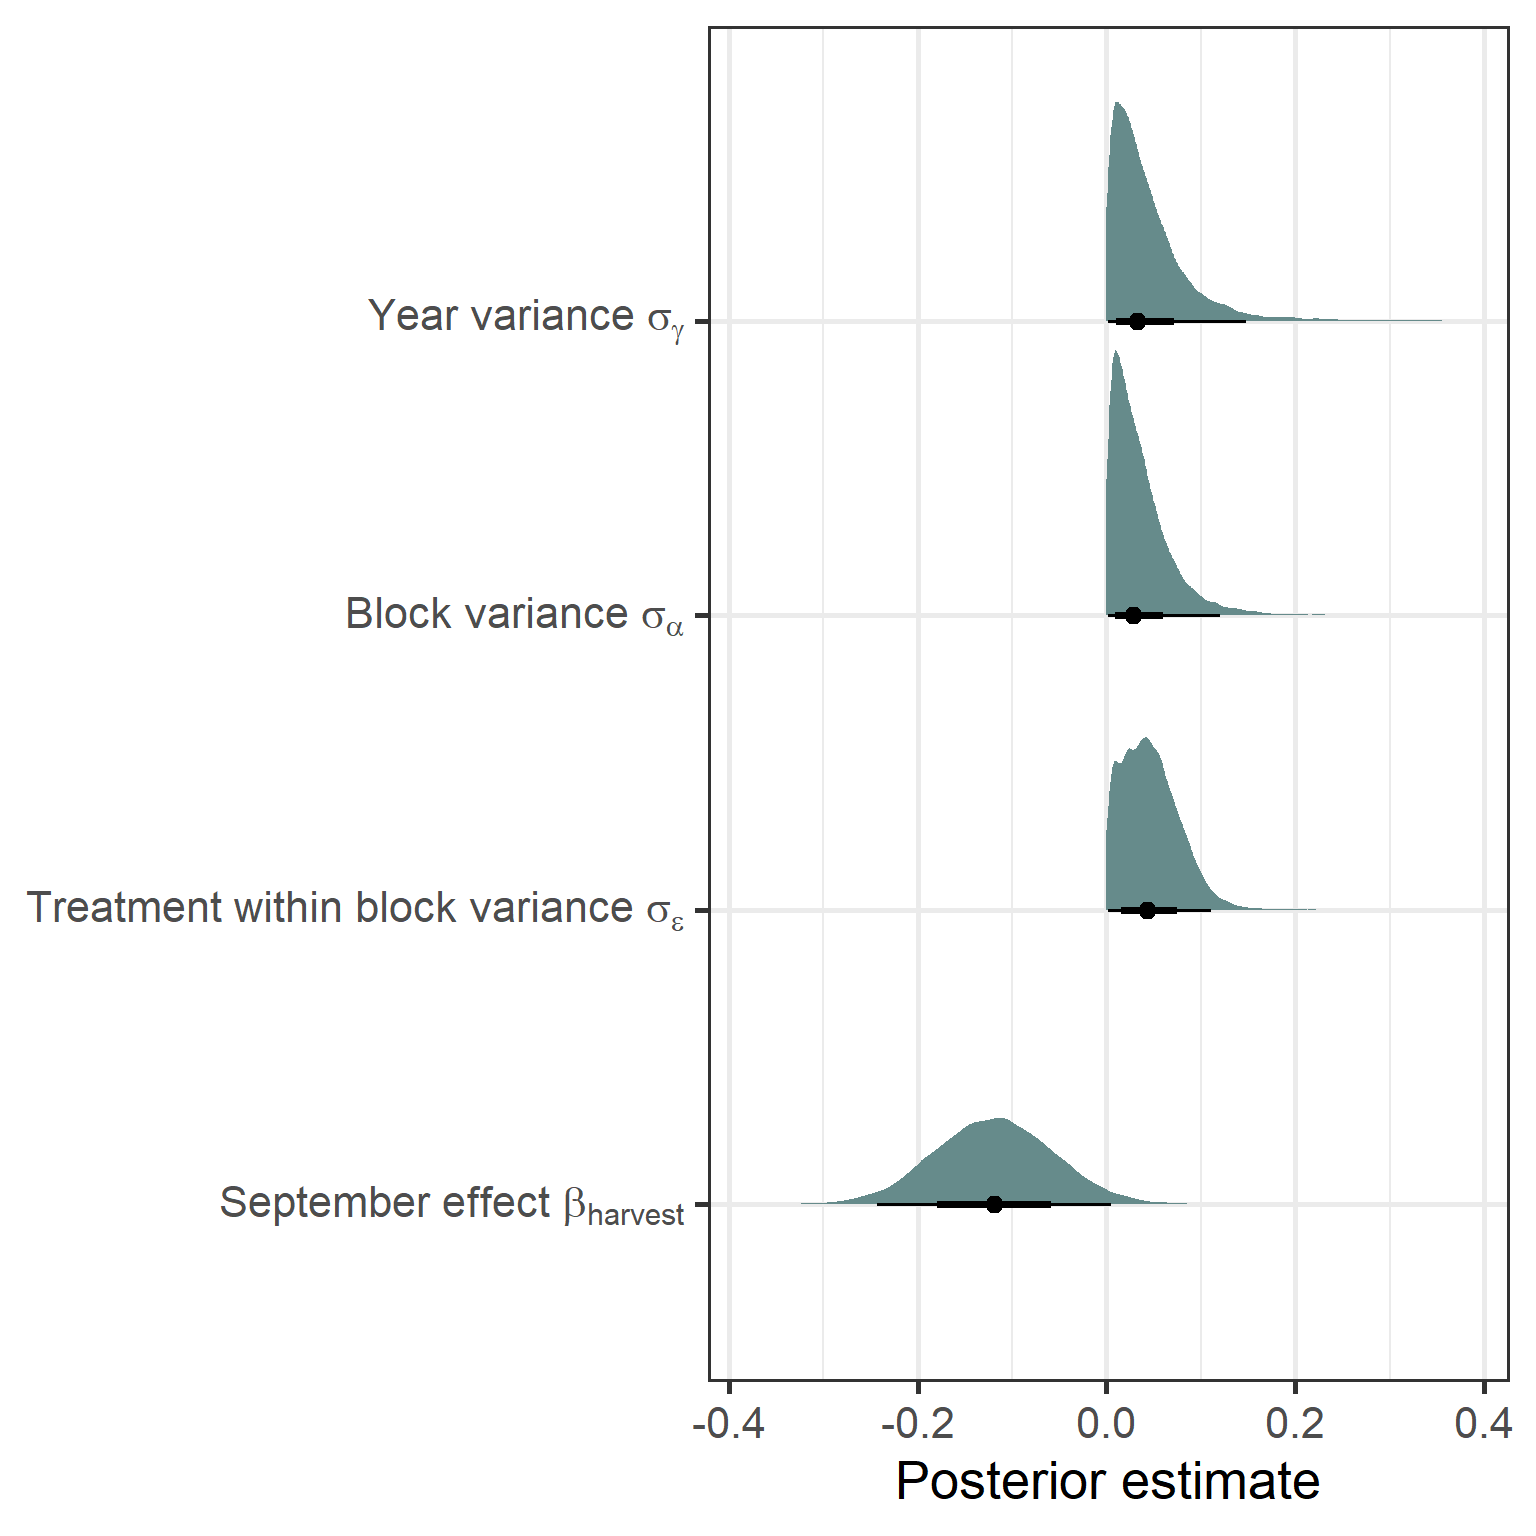 Year variance σγ
Block variance σα
Treatment within block variance σε
September effect βharvest
-0.4 -0.2 0.0 0.2 0.4
Posterior estimate